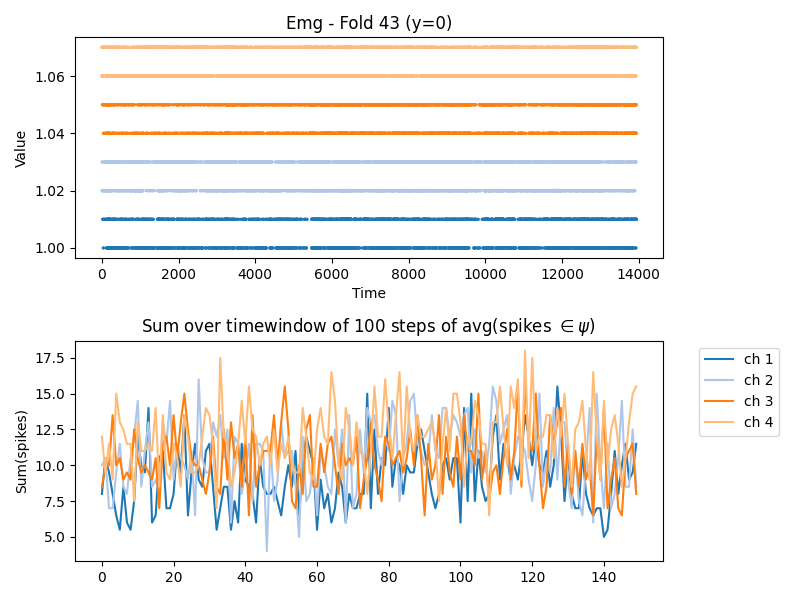 Emg - Fold 43 (y=0)
1.06
1.04
1.02
1.00
Value
0 2000 4000 6000 8000 10000 12000 14000
Time
Sum over timewindow of 100 steps of avg(spikes ∈ ψ)
17.5
15.0
12.5
10.0
7.5
5.0
Sum(spikes)
0 20 40 60 80 100 120 140
ch 1
ch 2
ch 3
ch 4